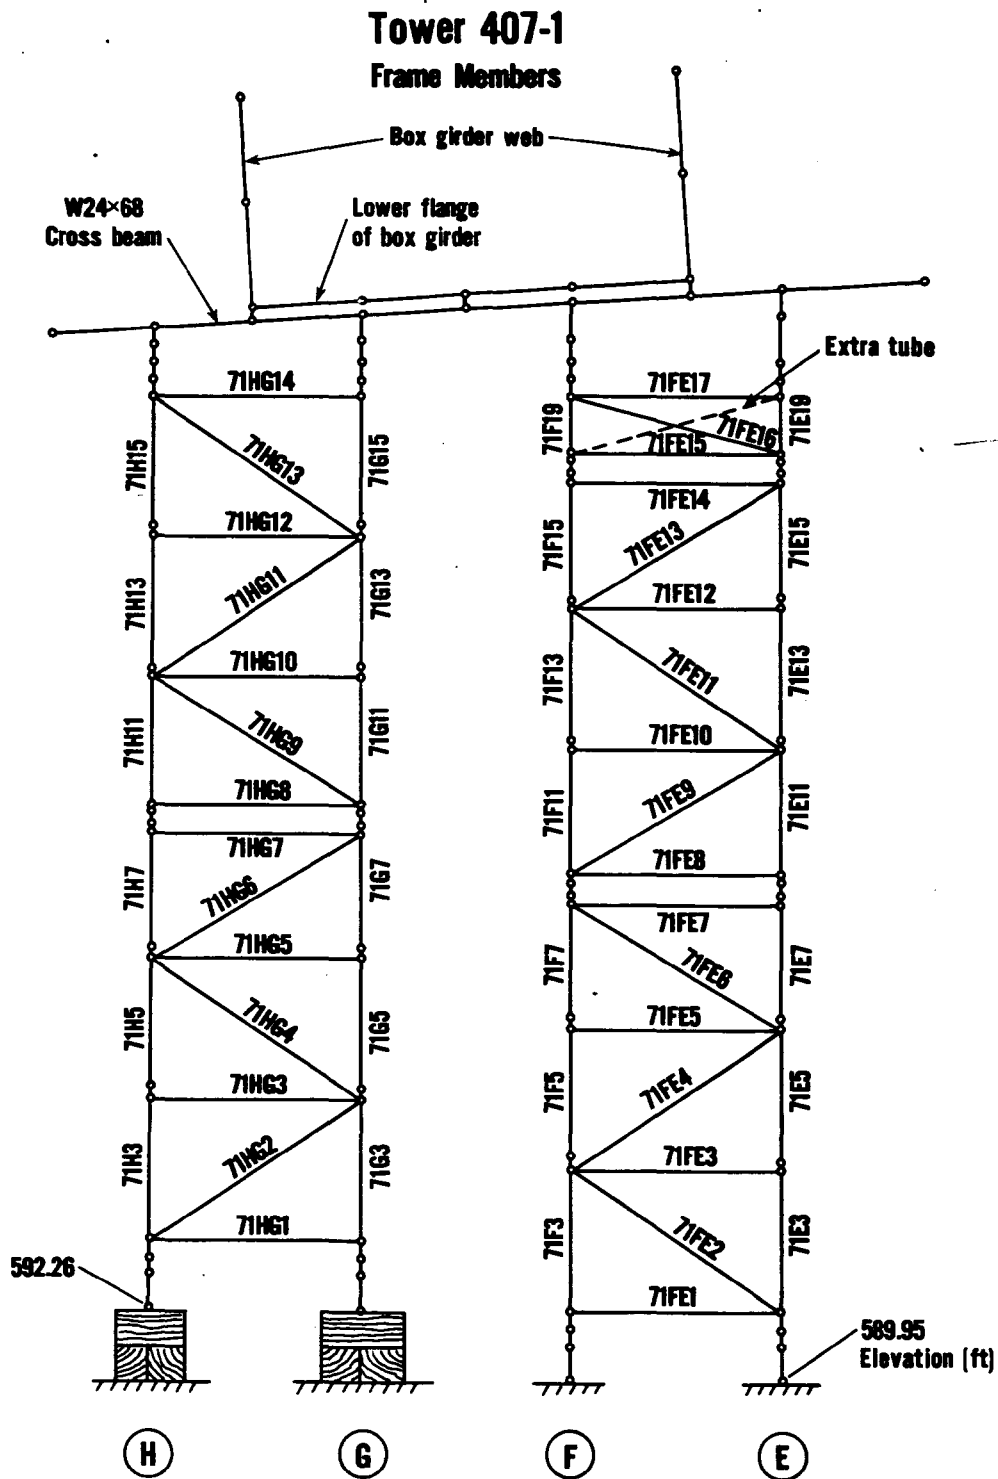 Tower 407-1
Frame Members
Box girder web
W24×68
Cross beam
Lower flange
of box girder
Extra tube
71HG14
71FE17
71H15
71HG13
71G15
71F19
71FE16
71E19
71FE15
71HG12
71FE14
71F15
71FE13
71E15
71H13
71HG11
71G13
71FE12
71HG10
71F13
71FE11
71E13
71H11
71HG9
71G11
71FE10
71HG8
71F11
71FE9
71E11
71HG7
71FE8
71H7
71HG6
71G7
71FE7
71HG5
71F7
71FE6
71E7
71H5
71HG4
71G5
71FE5
71HG3
71F5
71FE4
71E5
71H3
71HG2
71G3
71FE3
71HG1
71F3
71FE2
71E3
592.26
71FE1
589.95
Elevation (ft)
H
G
F
E